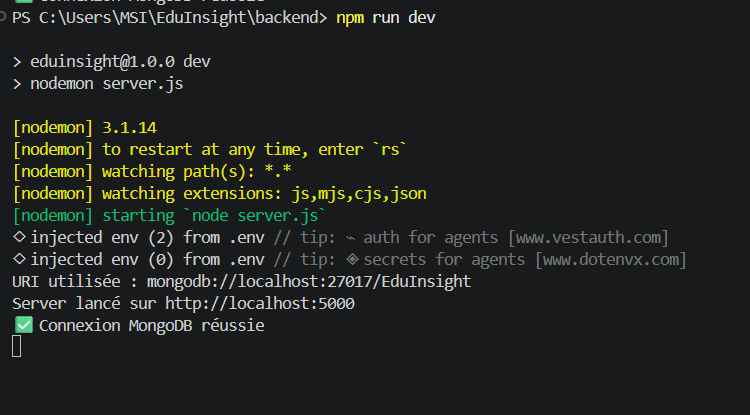 PS C:\Users\MSI\EduInsight\backend> npm run dev
> eduinsight@1.0.0 dev
> nodemon server.js
[nodemon] 3.1.14
[nodemon] to restart at any time, enter `rs`
[nodemon] watching path(s): *.*
[nodemon] watching extensions: js,mjs,cjs,json
[nodemon] starting `node server.js`
◇ injected env (2) from .env // tip: ⌁ auth for agents [www.vestauth.com]
◇ injected env (0) from .env // tip: ◈ secrets for agents [www.dotenvx.com]
URI utilisée : mongodb://localhost:27017/EduInsight
Server lancé sur http://localhost:5000
✅ Connexion MongoDB réussie